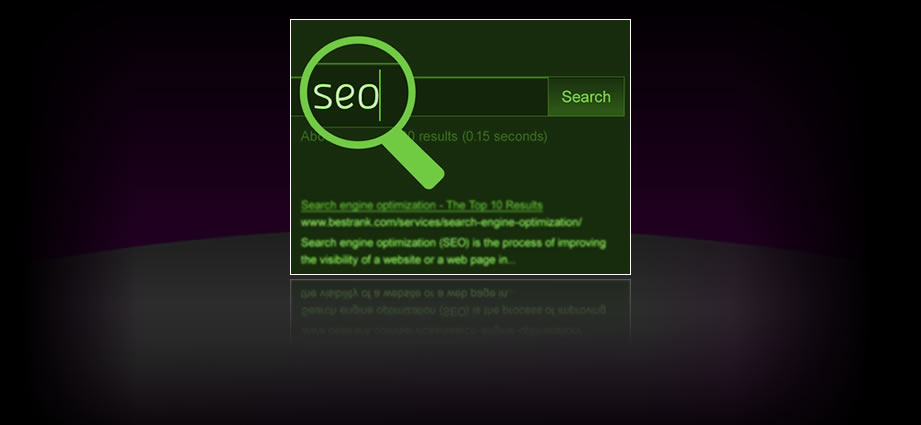 seo
Search
0 results (0.15 seconds)
Search engine optimization - The Top 10 Results
www.bestrank.com/services/search-engine-optimization/
Search engine optimization (SEO) is the process of improving
the visibility of a website or a web page in...